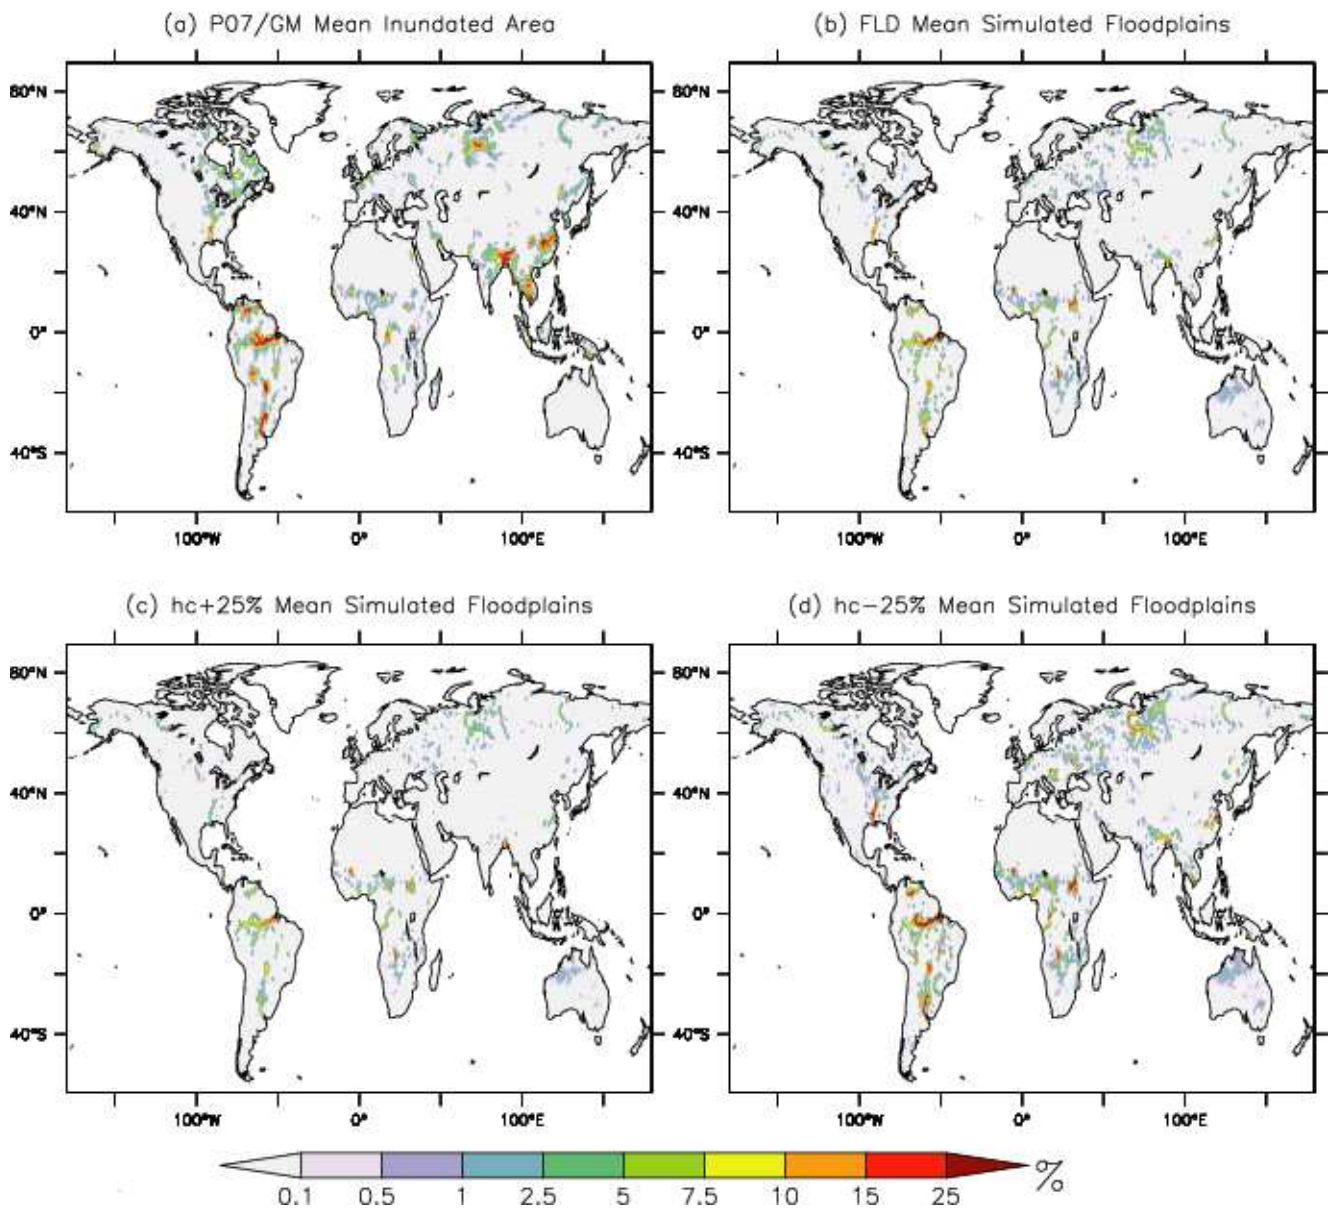 (a) P07/GM Mean Inundated Area
(b) FLD Mean Simulated Floodplains
80°N
80°N
40°N
40°N
0°
0°
40°S
40°S
100°W 0° 100°E
100°W 0° 100°E
(c) hc+25% Mean Simulated Floodplains
(d) hc-25% Mean Simulated Floodplains
80°N
80°N
40°N
40°N
0°
0°
40°S
40°S
100°W 0° 100°E
100°W 0° 100°E
0.1 0.5 1 2.5 5 7.5 10 15 25 %